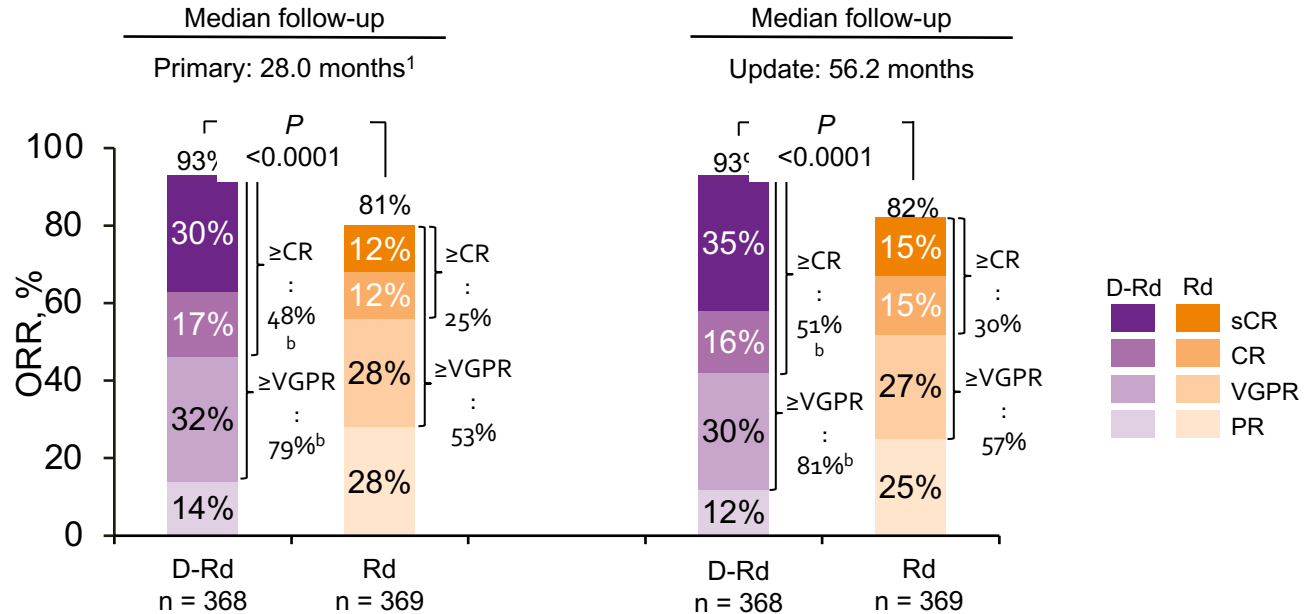 Median follow-up
Primary: 28.0 months1
Median follow-up
Update: 56.2 months
ORR, %
100
80
60
40
20
0
P
<0.0001
93%
30%
17%
32%
14%
≥CR
:
48%
b
≥VGPR
:
79%b
81%
12%
12%
28%
28%
≥CR
:
25%
≥VGPR
:
53%
D-Rd
n = 368
Rd
n = 369
P
<0.0001
93%
35%
16%
30%
12%
≥CR
:
51%
b
≥VGPR
:
81%b
82%
15%
15%
27%
25%
≥CR
:
30%
≥VGPR
:
57%
D-Rd
n = 368
Rd
n = 369
D-Rd Rd
sCR
CR
VGPR
PR